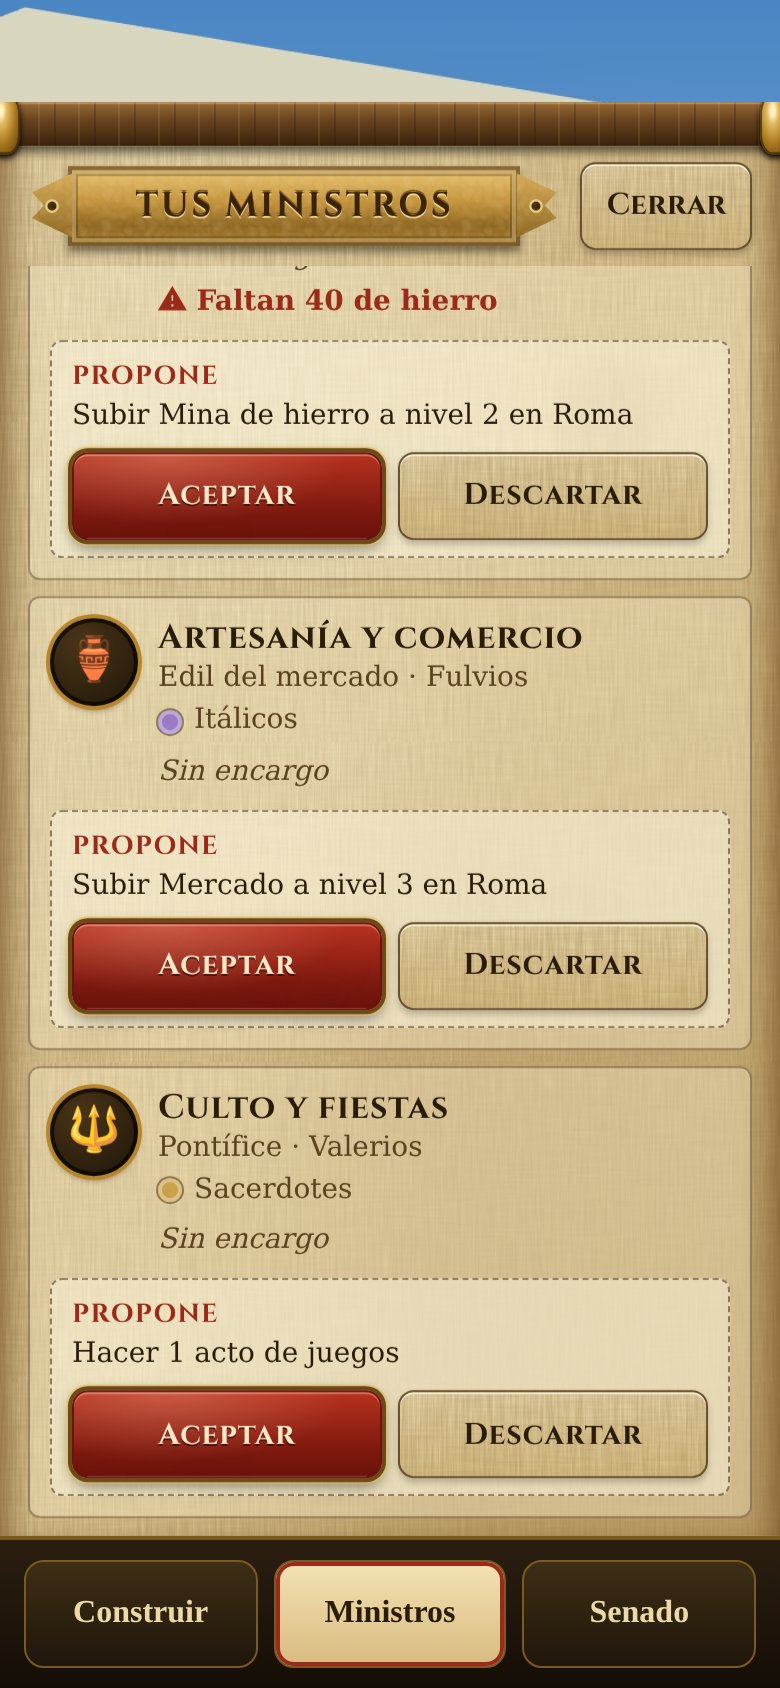 TUS MINISTROS
CERRAR
Faltan 40 de hierro
PROPONE
Subir Mina de hierro a nivel 2 en Roma
ACEPTAR
DESCARTAR
ARTESANÍA Y COMERCIO
Edil del mercado · Fulvios
Itálicos
Sin encargo
PROPONE
Subir Mercado a nivel 3 en Roma
ACEPTAR
DESCARTAR
CULTO Y FIESTAS
Pontífice · Valerios
Sacerdotes
Sin encargo
PROPONE
Hacer 1 acto de juegos
ACEPTAR
DESCARTAR
Construir
Ministros
Senado